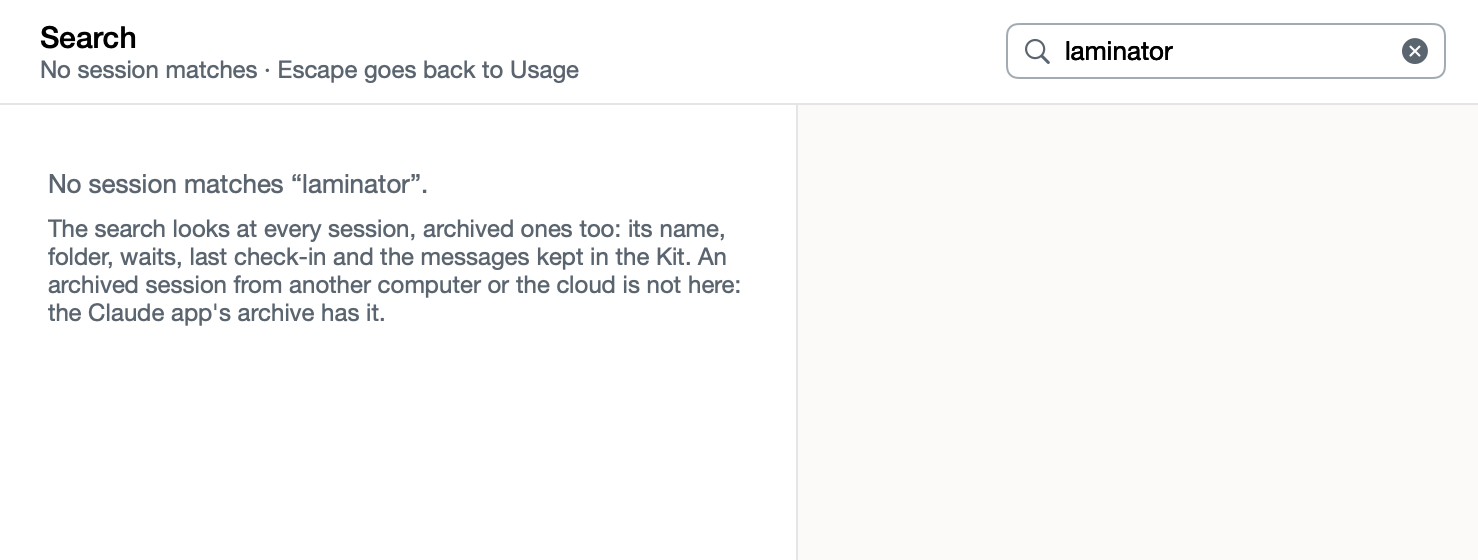 Search
No session matches · Escape goes back to Usage
laminator
No session matches “laminator”.
The search looks at every session, archived ones too: its name,
folder, waits, last check-in and the messages kept in the Kit. An
archived session from another computer or the cloud is not here:
the Claude app's archive has it.